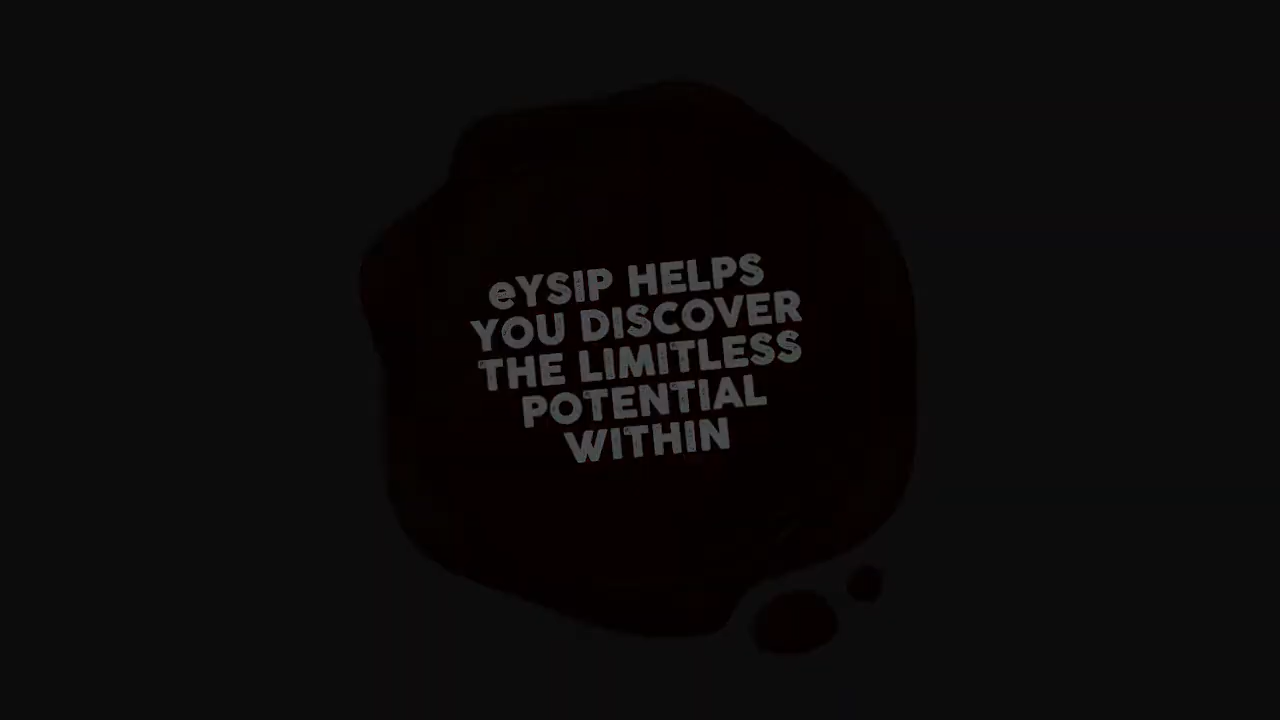 eYSIP HELPS
YOU DISCOVER
THE LIMITLESS
POTENTIAL
WITHIN